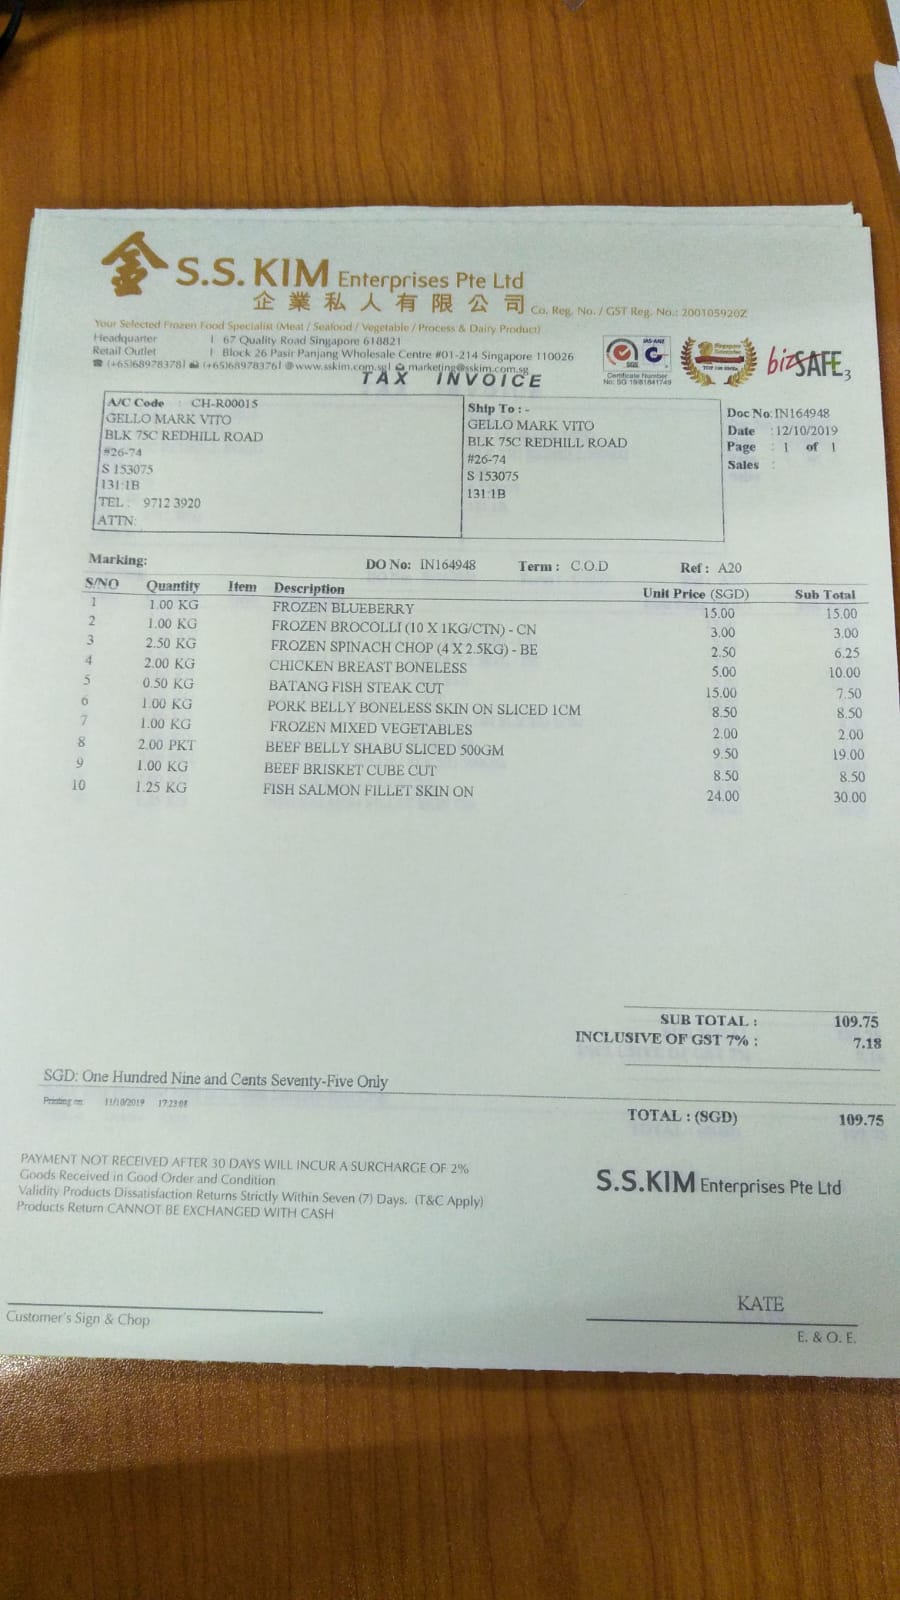 金 S.S. KIM Enterprises Pte Ltd
企業私人有限公司 Co. Reg. No. / GST Reg. No.: 200105920Z
Your Selected Frozen Food Specialist (Meat / Seafood / Vegetable / Process & Dairy Product)
Headquarter | 67 Quality Road Singapore 618821
Retail Outlet | Block 26 Pasir Panjang Wholesale Centre #01-214 Singapore 110026
(+65)68978378 (+65)68978376 www.sskim.com.sg marketing@sskim.com.sg
Certificate Number
No: SG 19/81841749
bizSAFE3
TAX INVOICE
A/C Code : CH-R00015
GELLO MARK VITO
BLK 75C REDHILL ROAD
#26-74
S 153075
131:1B
TEL : 9712 3920
ATTN:
Ship To : -
GELLO MARK VITO
BLK 75C REDHILL ROAD
#26-74
S 153075
131:1B
Doc No: IN164948
Date : 12/10/2019
Page : 1 of 1
Sales :
Marking: DO No: IN164948 Term : C.O.D Ref : A20
S/NO Quantity Item Description Unit Price (SGD) Sub Total
1 1.00 KG FROZEN BLUEBERRY 15.00 15.00
2 1.00 KG FROZEN BROCOLLI (10 X 1KG/CTN) - CN 3.00 3.00
3 2.50 KG FROZEN SPINACH CHOP (4 X 2.5KG) - BE 2.50 6.25
4 2.00 KG CHICKEN BREAST BONELESS 5.00 10.00
5 0.50 KG BATANG FISH STEAK CUT 15.00 7.50
6 1.00 KG PORK BELLY BONELESS SKIN ON SLICED 1CM 8.50 8.50
7 1.00 KG FROZEN MIXED VEGETABLES 2.00 2.00
8 2.00 PKT BEEF BELLY SHABU SLICED 500GM 9.50 19.00
9 1.00 KG BEEF BRISKET CUBE CUT 8.50 8.50
10 1.25 KG FISH SALMON FILLET SKIN ON 24.00 30.00
SUB TOTAL : 109.75
INCLUSIVE OF GST 7% : 7.18
SGD: One Hundred Nine and Cents Seventy-Five Only
Printing on 11/10/2019 17:23:08
TOTAL : (SGD) 109.75
PAYMENT NOT RECEIVED AFTER 30 DAYS WILL INCUR A SURCHARGE OF 2%
Goods Received in Good Order and Condition
Validity Products Dissatisfaction Returns Strictly Within Seven (7) Days. (T&C Apply)
Products Return CANNOT BE EXCHANGED WITH CASH
S.S.KIM Enterprises Pte Ltd
KATE
Customer's Sign & Chop
E. & O. E.